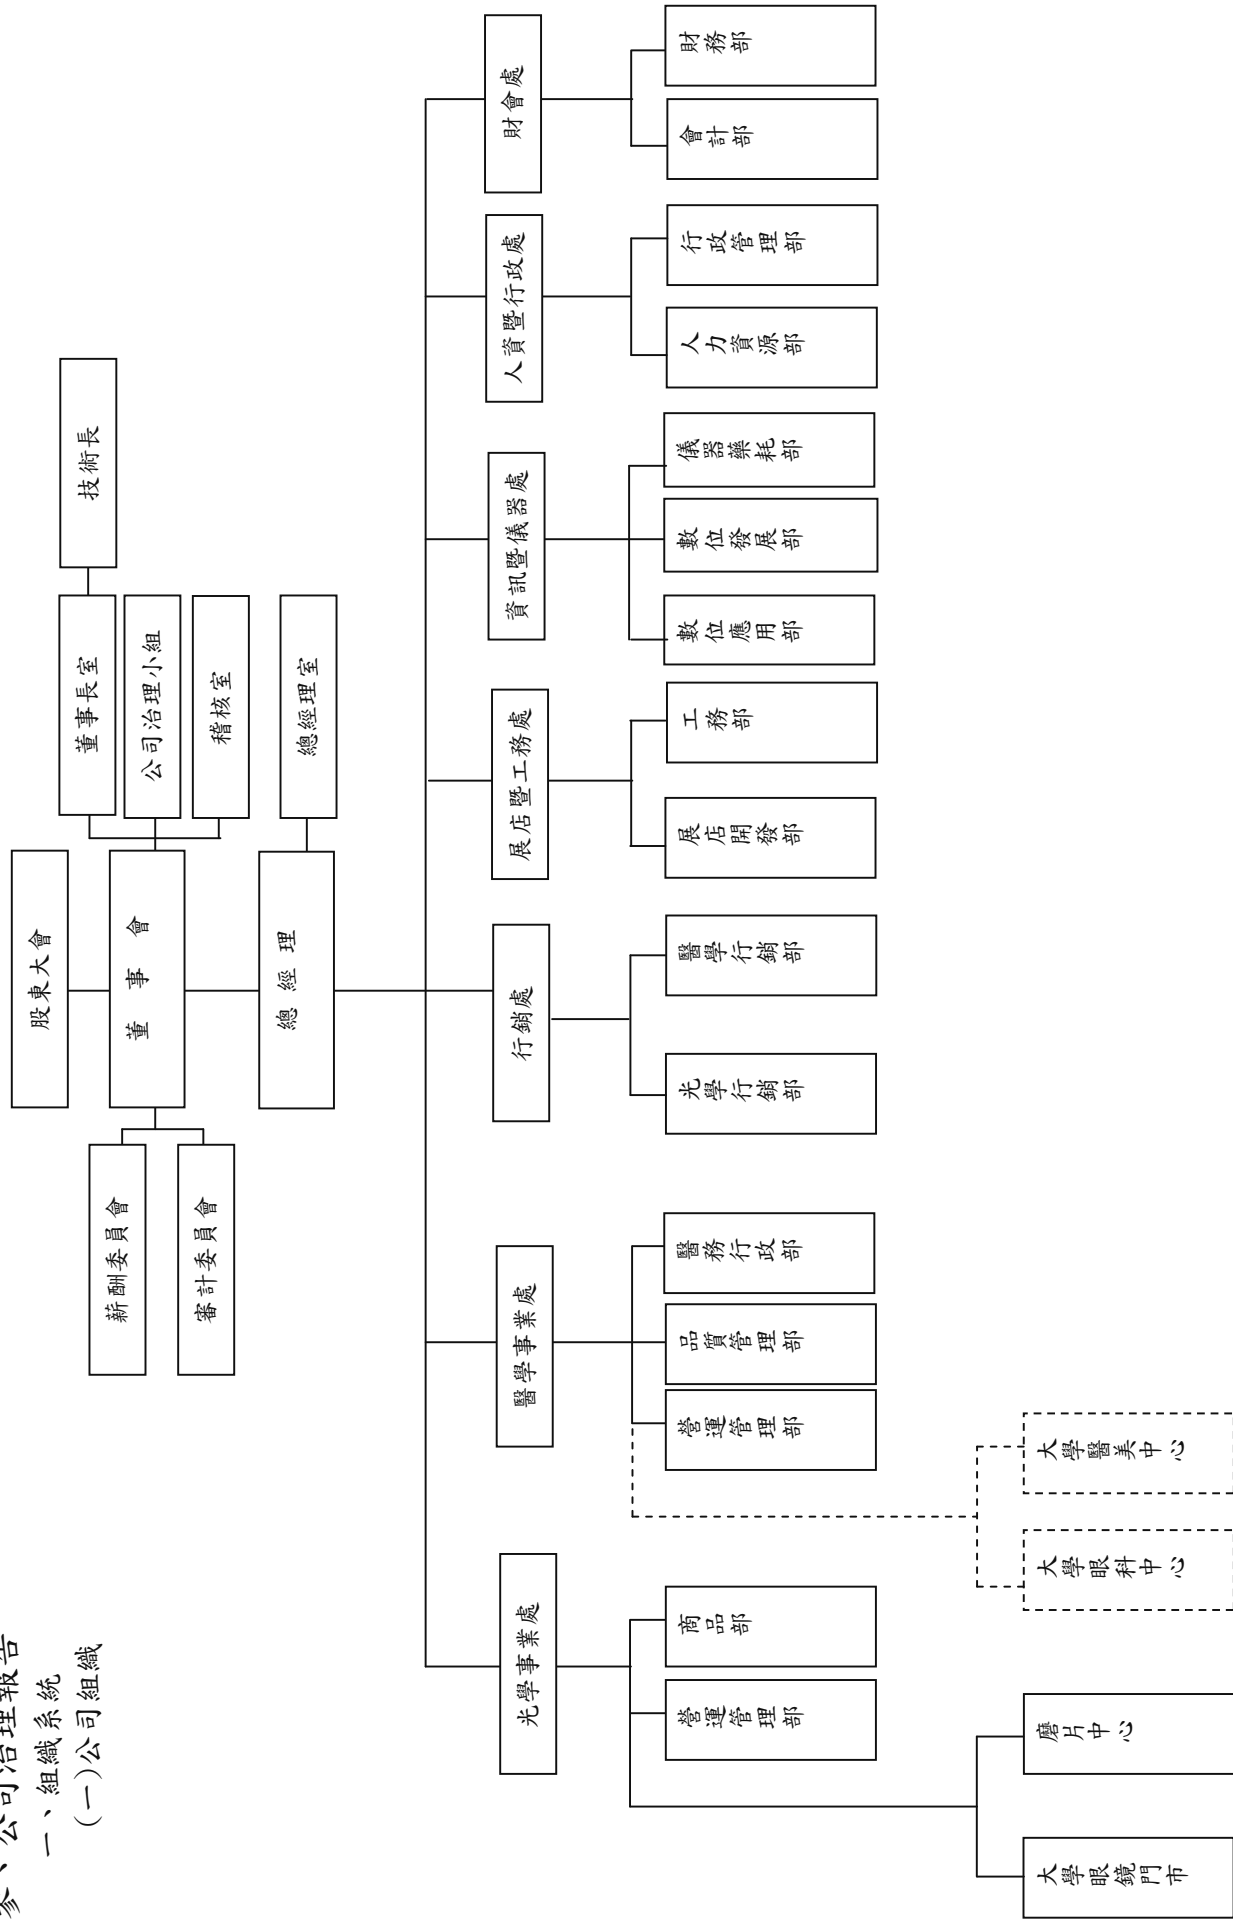 參、公司治理報告
一、組織系統
(一)公司組織
股東大會
董事會
薪酬委員會
審計委員會
董事長室
技術長
公司治理小組
稽核室
總經理
總經理室
光學事業處
醫學事業處
行銷處
展店暨工務處
資訊暨儀器處
人資暨行政處
財會處
營運管理部
商品部
營運管理部
品質管理部
醫務行政部
光學行銷部
醫學行銷部
展店開發部
工務部
數位應用部
數位發展部
儀器藥耗部
人力資源部
行政管理部
會計部
財務部
大學眼鏡門市
磨片中心
大學眼科中心
大學醫美中心